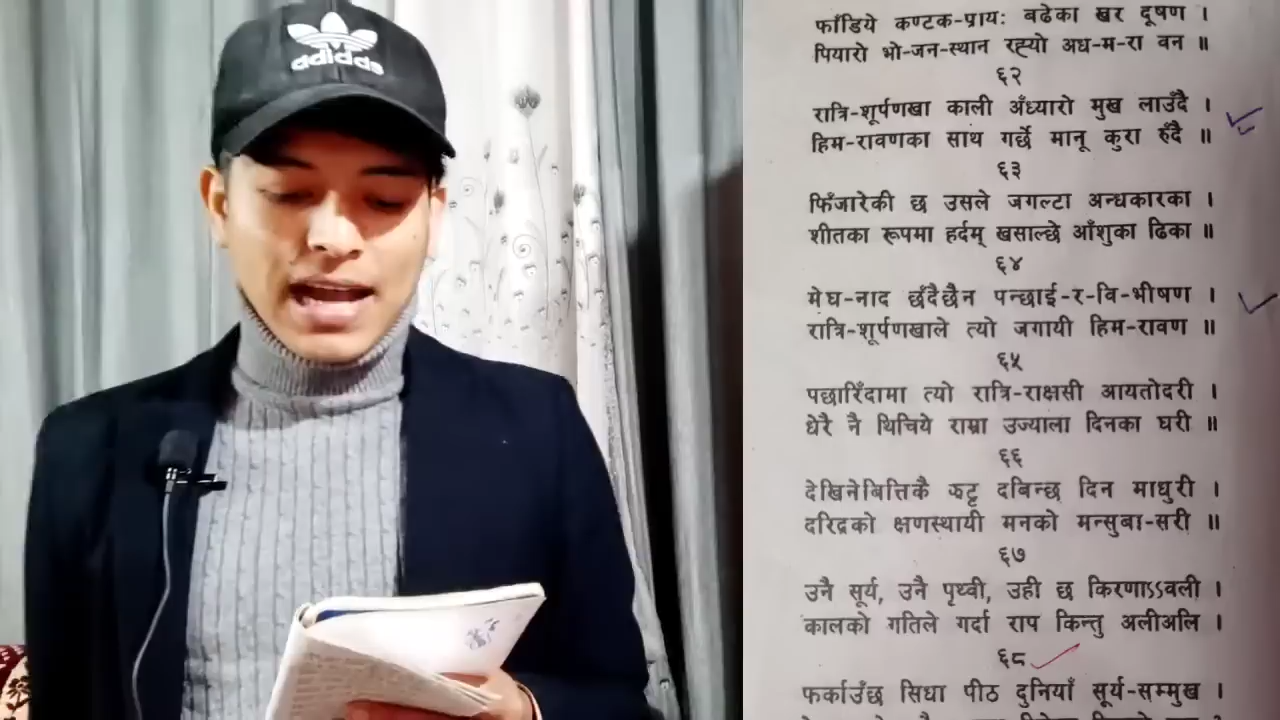 adidas
फाँडिये कण्टक-प्रायः बढेका खर दूषण ।
पियारो भो-जन-स्थान रह्यो अध-म-रा वन ॥
६२
रात्रि-शूर्पणखा काली अँध्यारो मुख लाउँदै ।
हिम-रावणका साथ गर्छे मानू कुरा रुँदै ॥
६३
फिँजारेकी छ उसले जगल्टा अन्धकारका ।
शीतका रूपमा हर्दम् खसाल्छे आँशुका ढिका ॥
६४
मेघ-नाद छँदैछैन पन्छाई-र-वि-भीषण ।
रात्रि-शूर्पणखाले त्यो जगायी हिम-रावण ॥
६५
पछारिँदामा त्यो रात्रि-राक्षसी आयतोदरी ।
धेरै नै थिचिये राम्रा उज्याला दिनका घरी ॥
६६
देखिनेबित्तिकै झट्ट दबिन्छ दिन माधुरी ।
दरिद्रको क्षणस्थायी मनको मन्सुबा-सरी ॥
६७
उनै सूर्य, उनै पृथ्वी, उही छ किरणाऽऽवली ।
कालको गतिले गर्दा राप किन्तु अलीअलि ।
६८
फर्काउँछ सिधा पीठ दुनियाँ सूर्य-सम्मुख ।